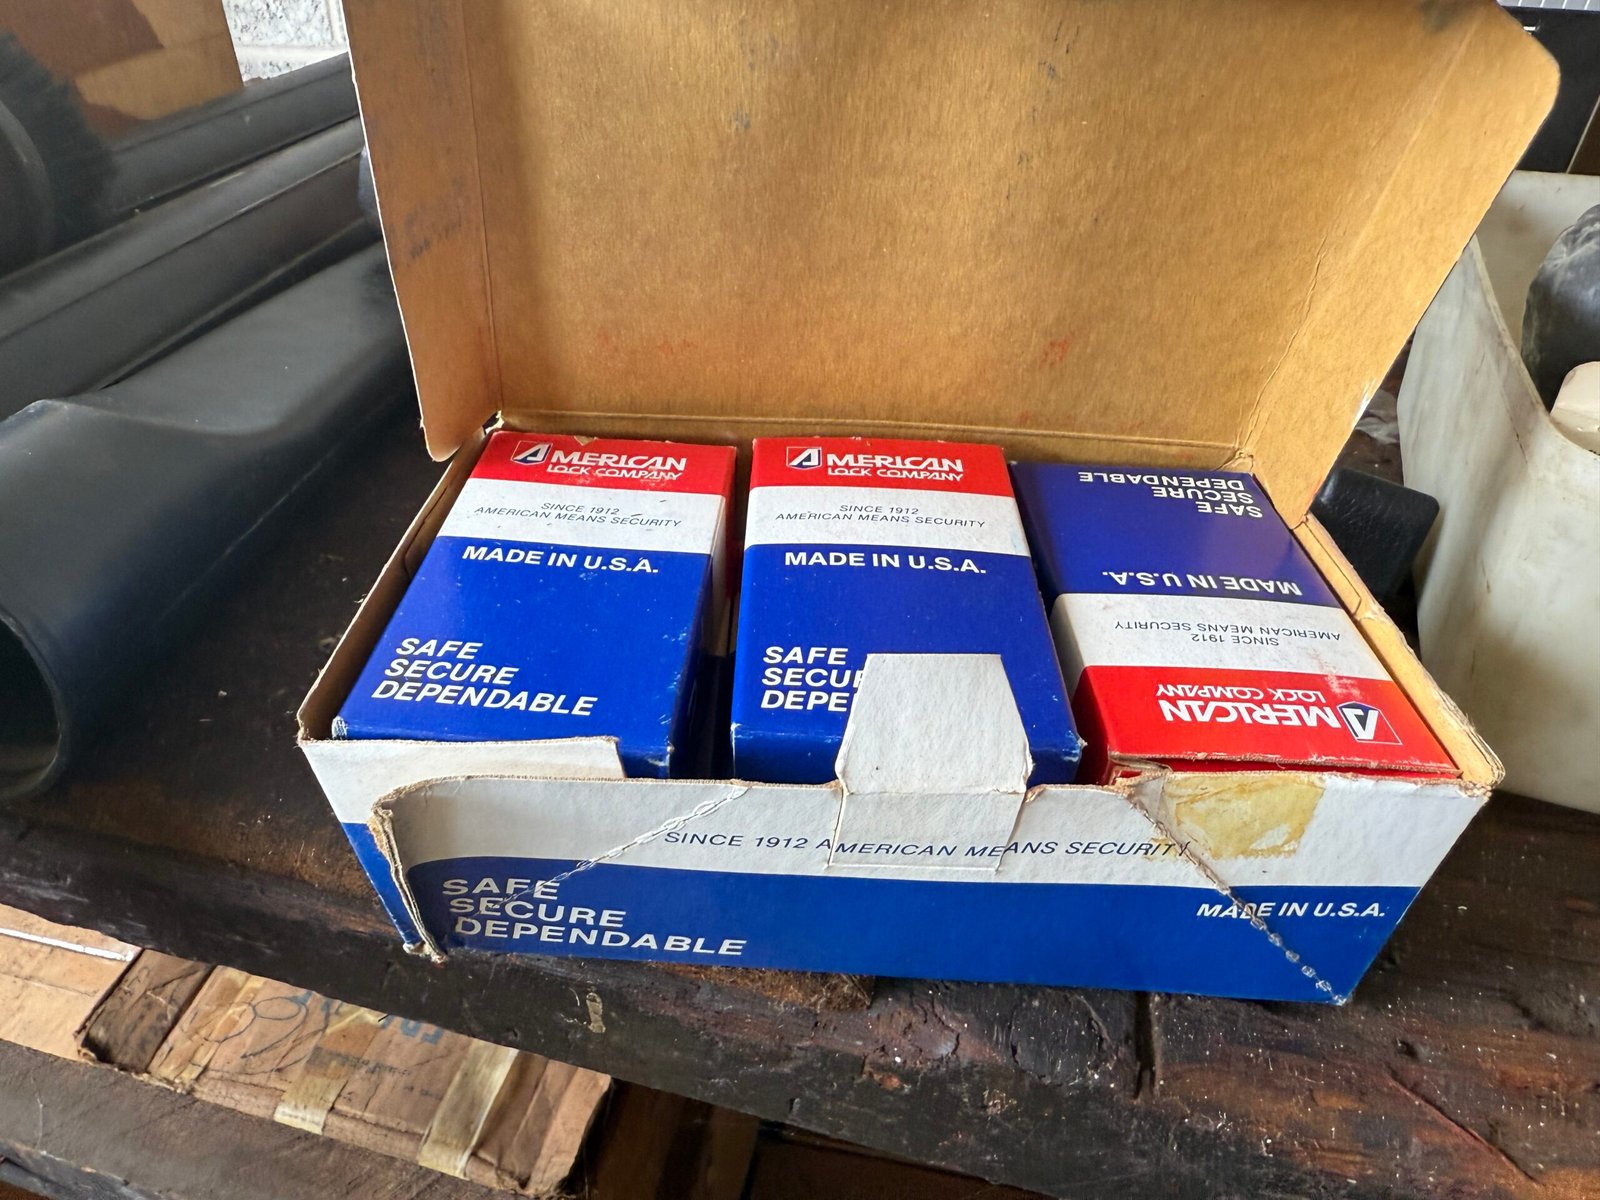 AMERICAN
LOCK COMPANY
SINCE 1912
AMERICAN MEANS SECURITY
MADE IN U.S.A.
SAFE
SECURE
DEPENDABLE
AMERICAN
LOCK COMPANY
SINCE 1912
AMERICAN MEANS SECURITY
MADE IN U.S.A.
SAFE
SECUR
DEPE
AMERICAN
LOCK COMPANY
SINCE 1912
AMERICAN MEANS SECURITY
MADE IN U.S.A.
SAFE
SECURE
DEPENDABLE
SINCE 1912 AMERICAN MEANS SECURITY
SAFE
SECURE
DEPENDABLE
MADE IN U.S.A.